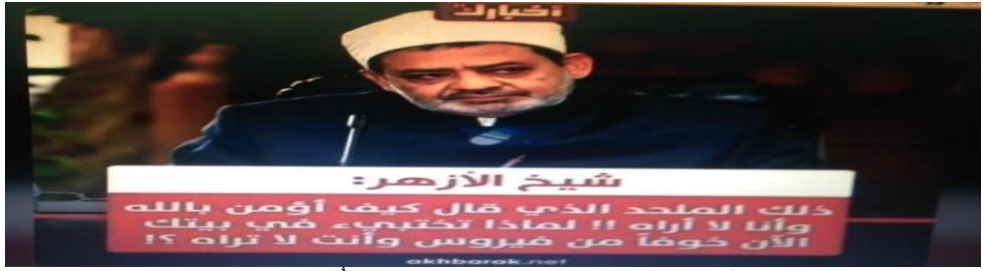 أخبارك
شيخ الأزهر:
ذلك الملحد الذي قال كيف أؤمن بالله
وأنا لا أراه !! لماذا تختبيء في بيتك
الآن خوفاً من فيروس وأنت لا تراه ؟!
akhbarak.net